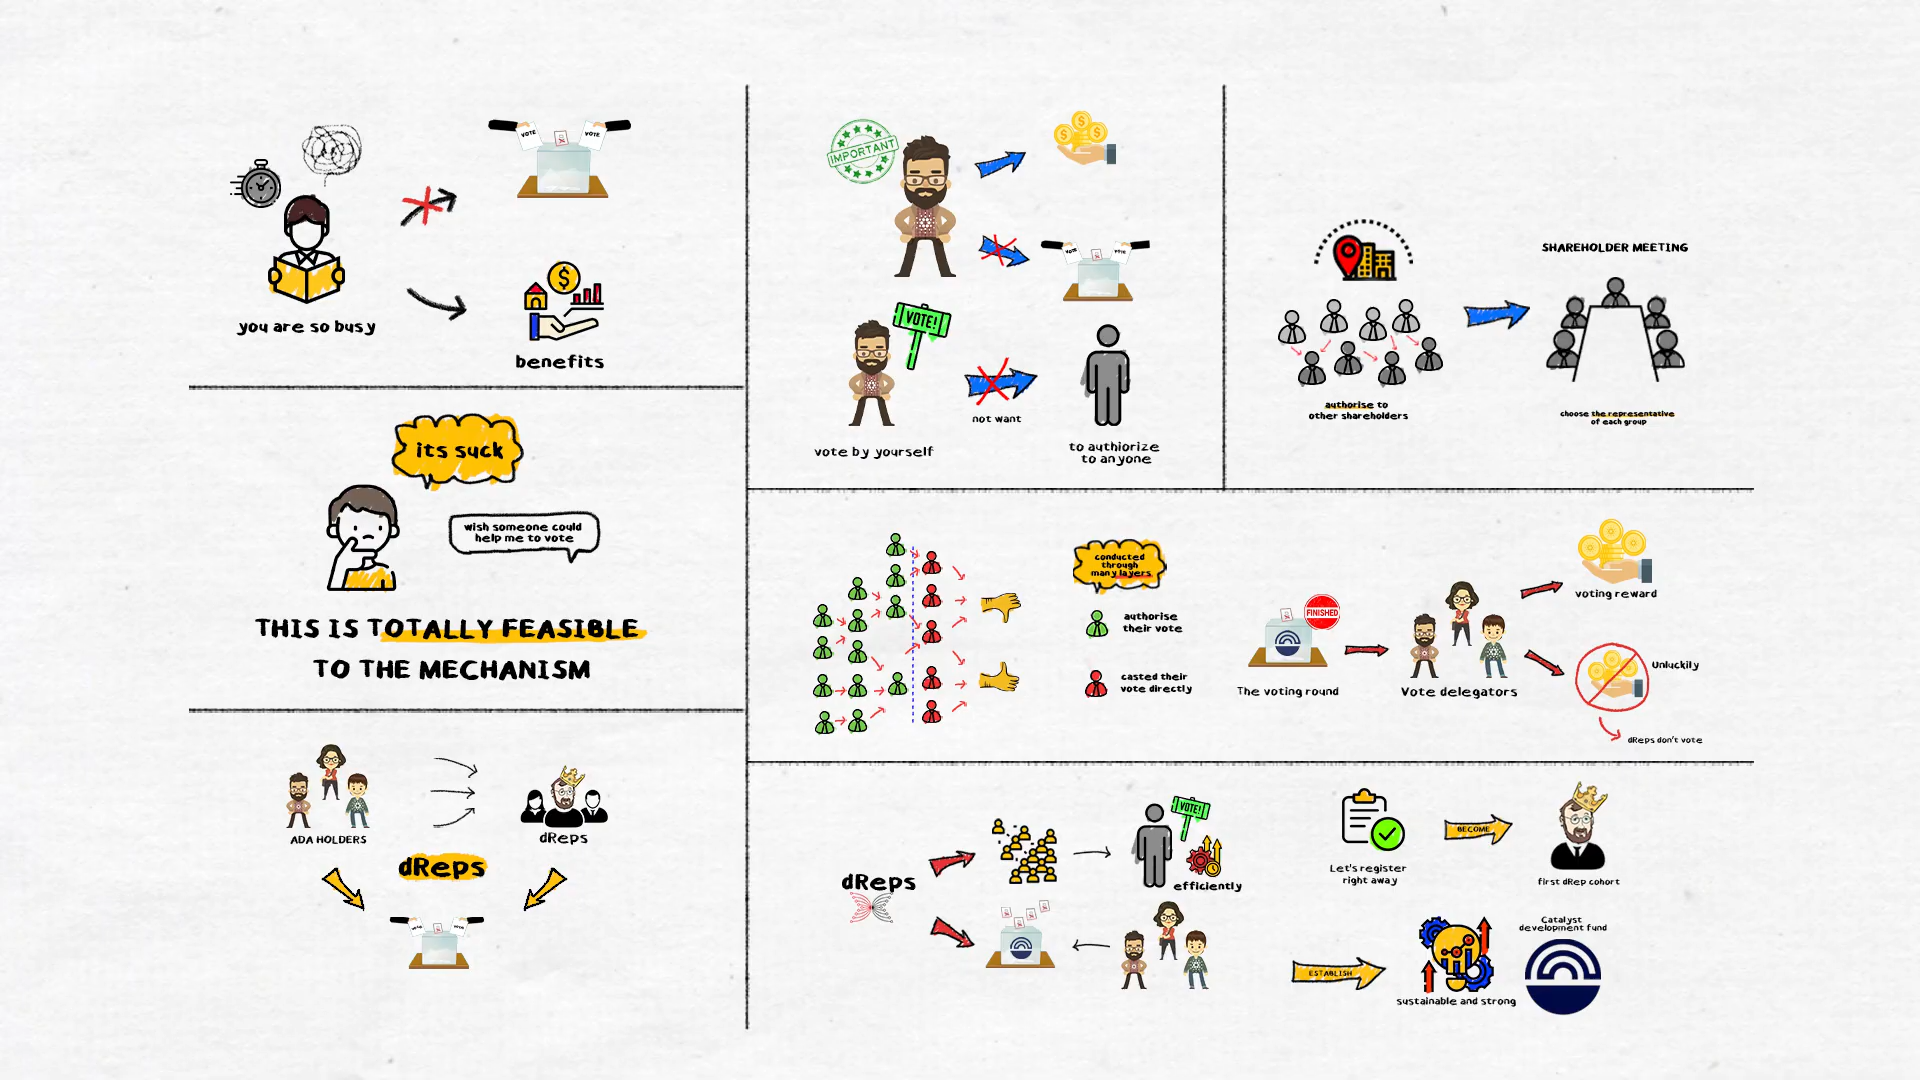 VOTE
VOTE
you are so busy
benefits
its suck
wish someone could
help me to vote
THIS IS TOTALLY FEASIBLE
TO THE MECHANISM
ADA HOLDERS
dReps
dReps
IMPORTANT
VOTE
VOTE
VOTE!
not want
vote by yourself
to authiorize
to anyone
SHAREHOLDER MEETING
authorise to
other shareholders
choose the representative
of each group
conducted
through
many layers
authorise
their vote
casted their
vote directly
FINISHED
The voting round
Vote delegators
voting reward
Unluckily
dReps don't vote
dReps
VOTE!
efficiently
Let's register
right away
BECOME
first dRep cohort
ESTABLISH
sustainable and strong
Catalyst
development fund